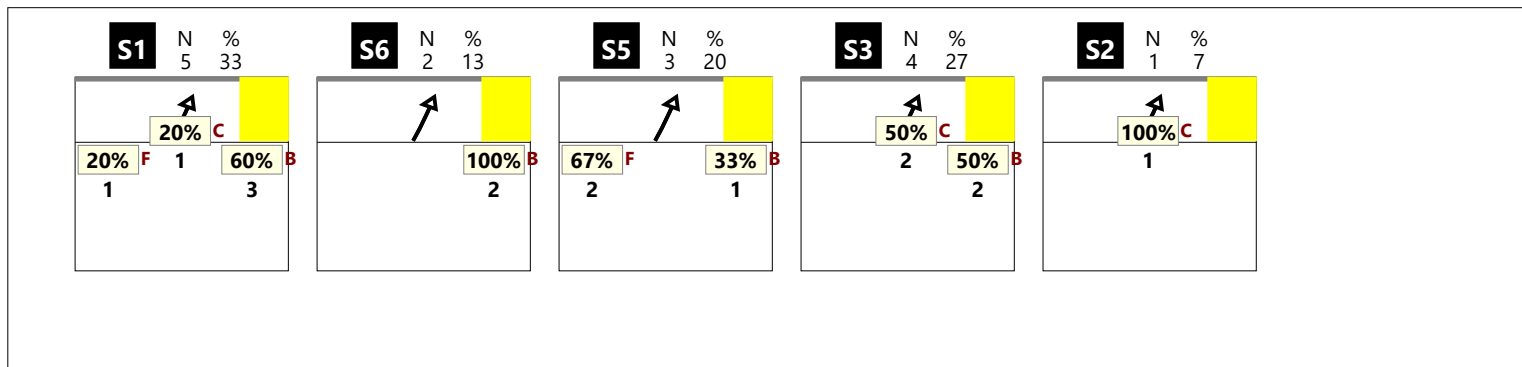 S1 N % S6 N % S5 N % S3 N % S2 N %
5 33 2 13 3 20 4 27 1 7
20% C 50% C 100% C
20% F 1 60% B 100% B 67% F 33% B 2 50% B 1
1 3 2 2 1 2